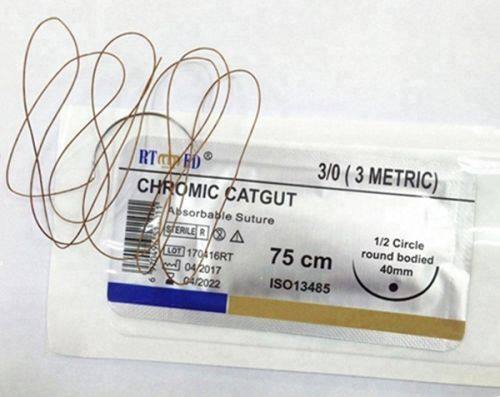 RTmED®
3/0 ( 3 METRIC)
CHROMIC CATGUT
Absorbable Suture
STERILE R
1/2 Circle
round bodied
40mm
LOT 170416RT
75 cm
04/2017
04/2022
ISO13485